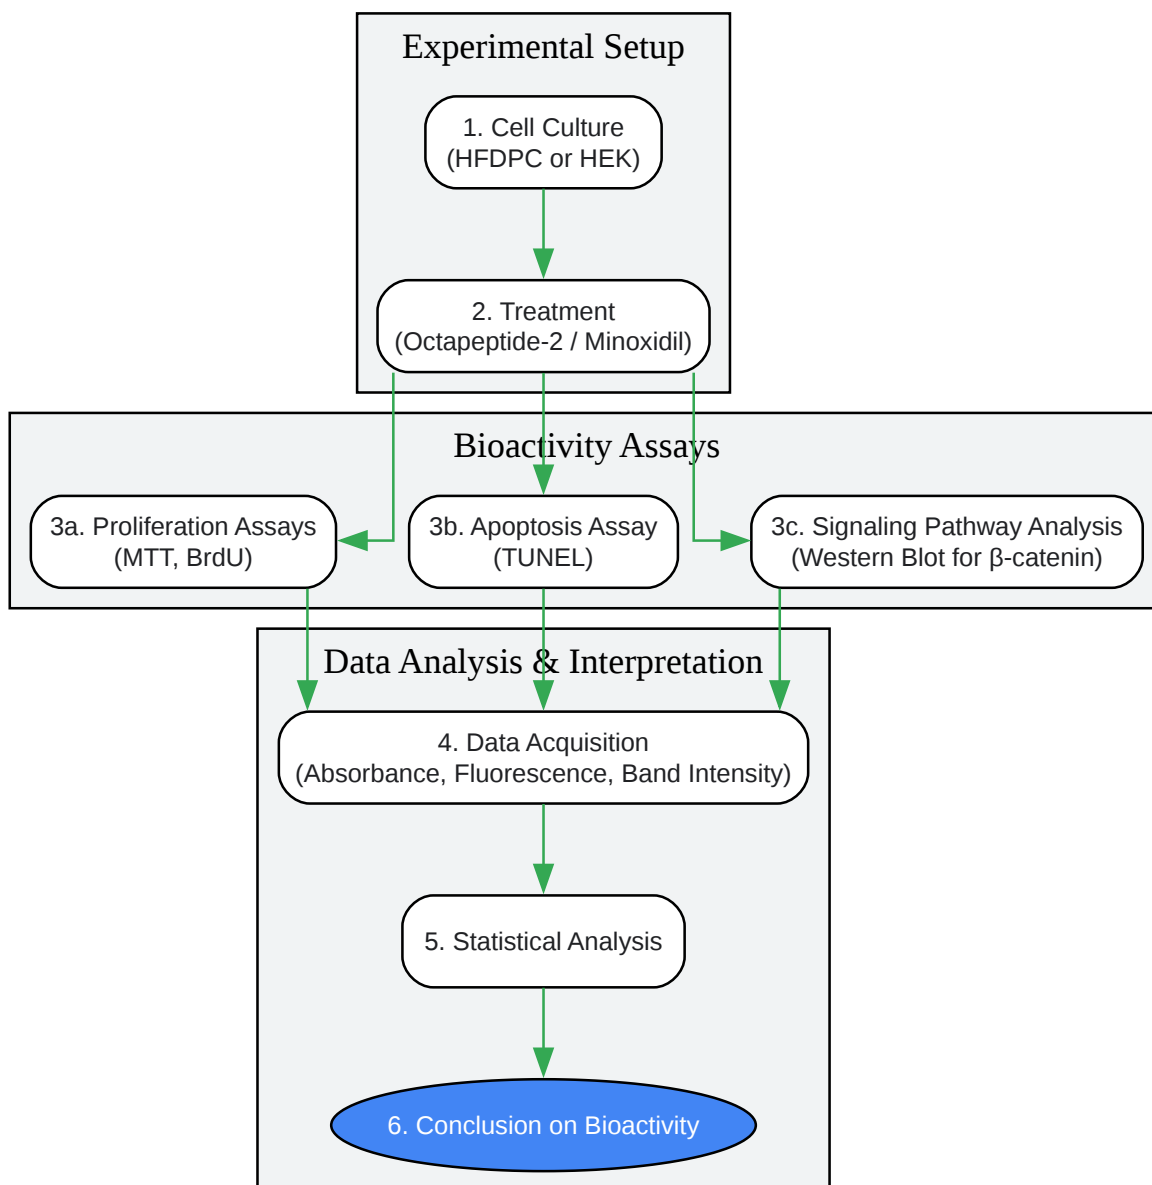 Experimental Setup
1. Cell Culture
(HFDPC or HEK)
2. Treatment
(Octapeptide-2 / Minoxidil)
Bioactivity Assays
3a. Proliferation Assays
(MTT, BrdU)
3b. Apoptosis Assay
(TUNEL)
3c. Signaling Pathway Analysis
(Western Blot for β-catenin)
Data Analysis & Interpretation
4. Data Acquisition
(Absorbance, Fluorescence, Band Intensity)
5. Statistical Analysis
6. Conclusion on Bioactivity